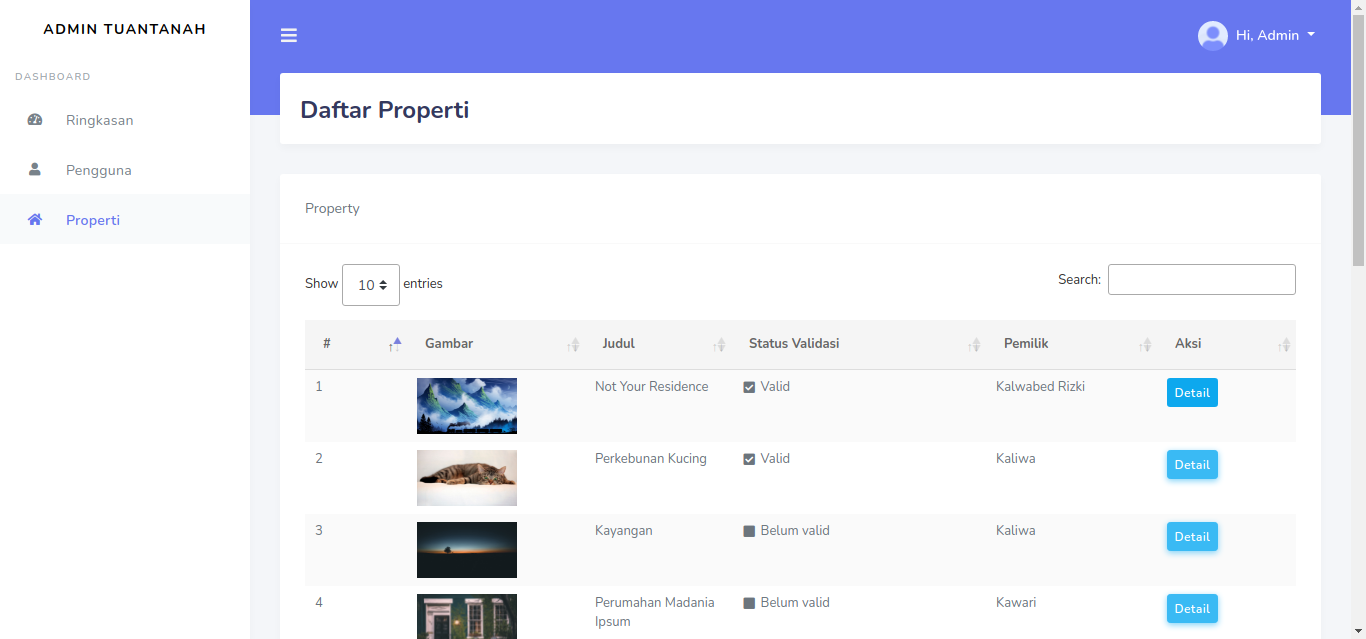 ADMIN TUANTANAH
Hi, Admin
DASHBOARD
Ringkasan
Pengguna
Properti
Daftar Properti
Property
Show 10 entries
Search:
# Gambar Judul Status Validasi Pemilik Aksi
1 Not Your Residence Valid Kalwabed Rizki Detail
2 Perkebunan Kucing Valid Kaliwa Detail
3 Kayangan Belum valid Kaliwa Detail
4 Perumahan Madania Belum valid Kawari Detail
Ipsum